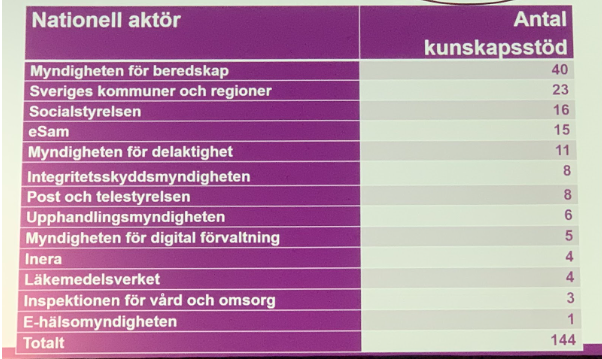 Nationell aktör Antal
kunskapsstöd
Myndigheten för beredskap 40
Sveriges kommuner och regioner 23
Socialstyrelsen 16
eSam 15
Myndigheten för delaktighet 11
Integritetsskyddsmyndigheten 8
Post och telestyrelsen 8
Upphandlingsmyndigheten 6
Myndigheten för digital förvaltning 5
Inera 4
Läkemedelsverket 4
Inspektionen för vård och omsorg 3
E-hälsomyndigheten 1
Totalt 144